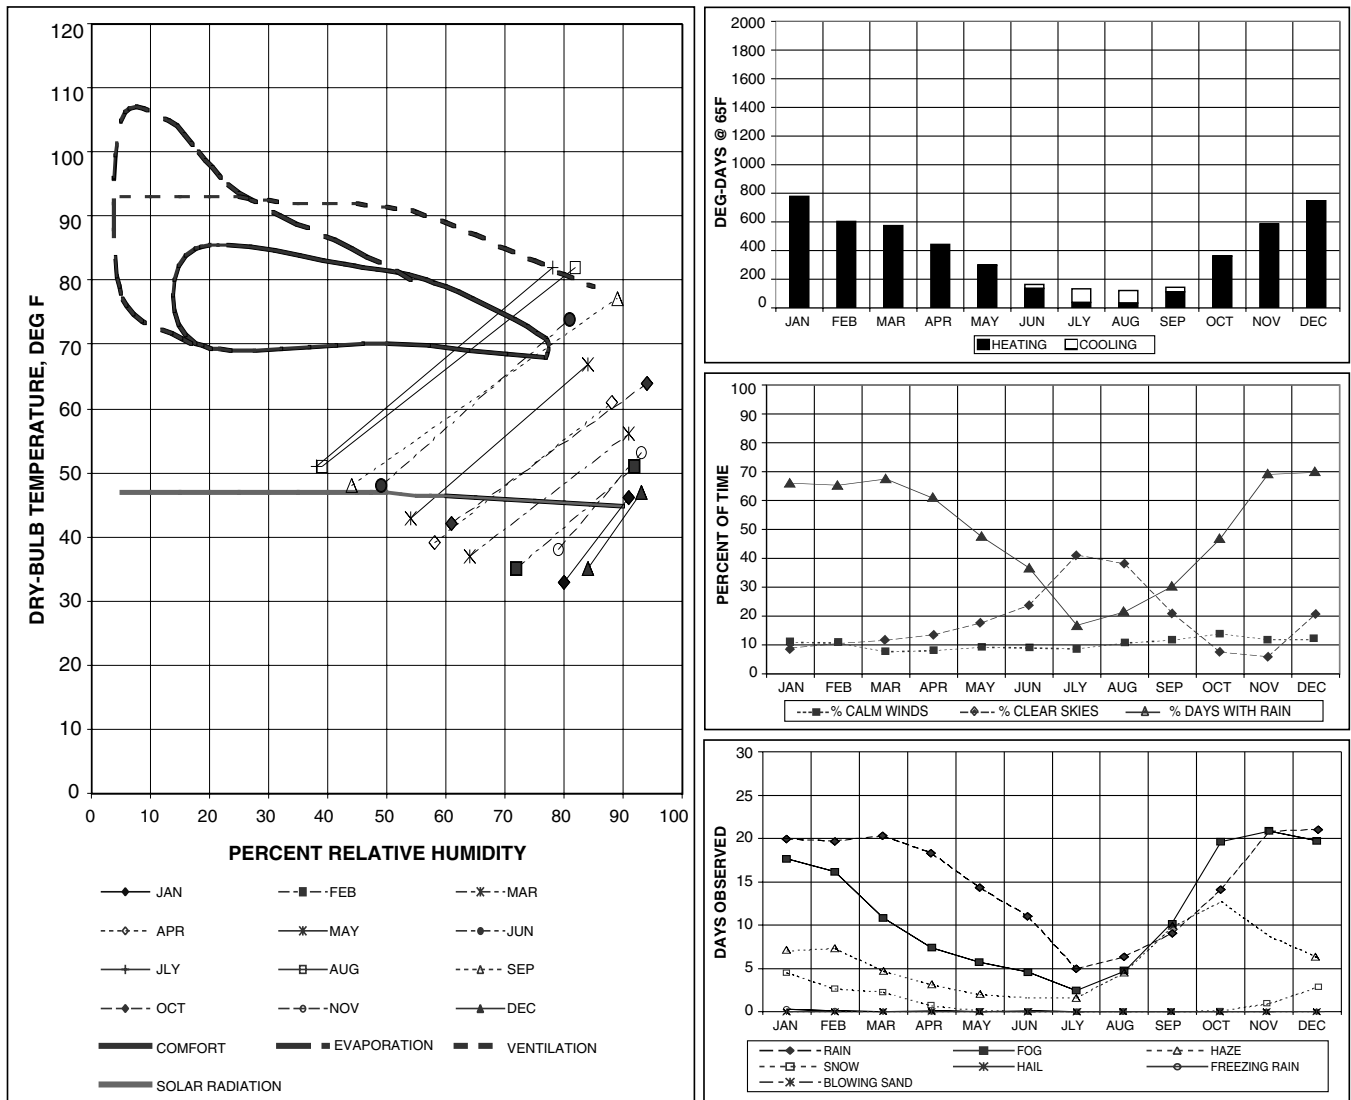 120
110
100
90
80
70
60
50
40
30
20
10
0
DRY-BULB TEMPERATURE, DEG F
0 10 20 30 40 50 60 70 80 90 100
PERCENT RELATIVE HUMIDITY
JAN FEB MAR
APR MAY JUN
JLY AUG SEP
OCT NOV DEC
COMFORT EVAPORATION VENTILATION
SOLAR RADIATION
2000
1800
1600
1400
1200
1000
800
600
400
200
0
DEG-DAYS @ 65F
JAN FEB MAR APR MAY JUN JLY AUG SEP OCT NOV DEC
HEATING COOLING
100
90
80
70
60
50
40
30
20
10
0
PERCENT OF TIME
JAN FEB MAR APR MAY JUN JLY AUG SEP OCT NOV DEC
% CALM WINDS % CLEAR SKIES % DAYS WITH RAIN
30
25
20
15
10
5
0
DAYS OBSERVED
JAN FEB MAR APR MAY JUN JLY AUG SEP OCT NOV DEC
RAIN FOG HAZE
SNOW HAIL FREEZING RAIN
BLOWING SAND